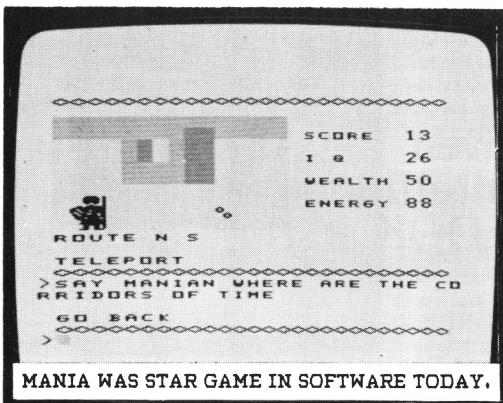 SCORE 13
I Q 26
WEALTH 50
ENERGY 88
ROUTE N S
TELEPORT
>SAY MANIAN WHERE ARE THE CO
RRIDORS OF TIME
GO BACK
>
MANIA WAS STAR GAME IN SOFTWARE TODAY.